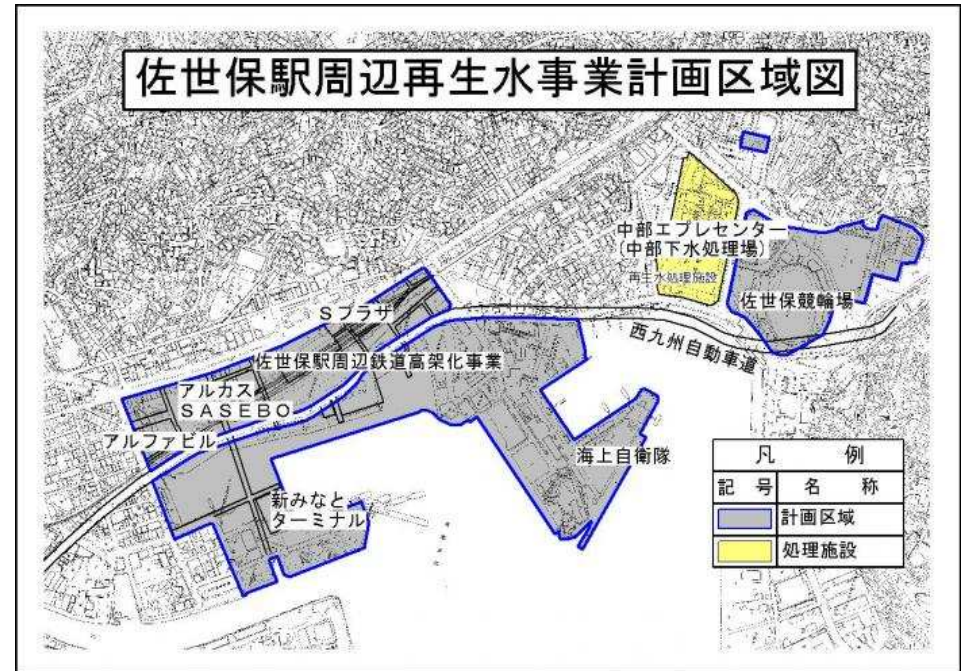 佐世保駅周辺再生水事業計画区域図
中部エプレセンター
(中部下水処理場)
再生水処理施設
佐世保競輪場
Sプラザ
西九州自動車道
佐世保駅周辺鉄道高架化事業
アルカス
SASEBO
アルファビル
海上自衛隊
新みなと
ターミナル
凡 例
記 号 名 称
計画区域
処理施設